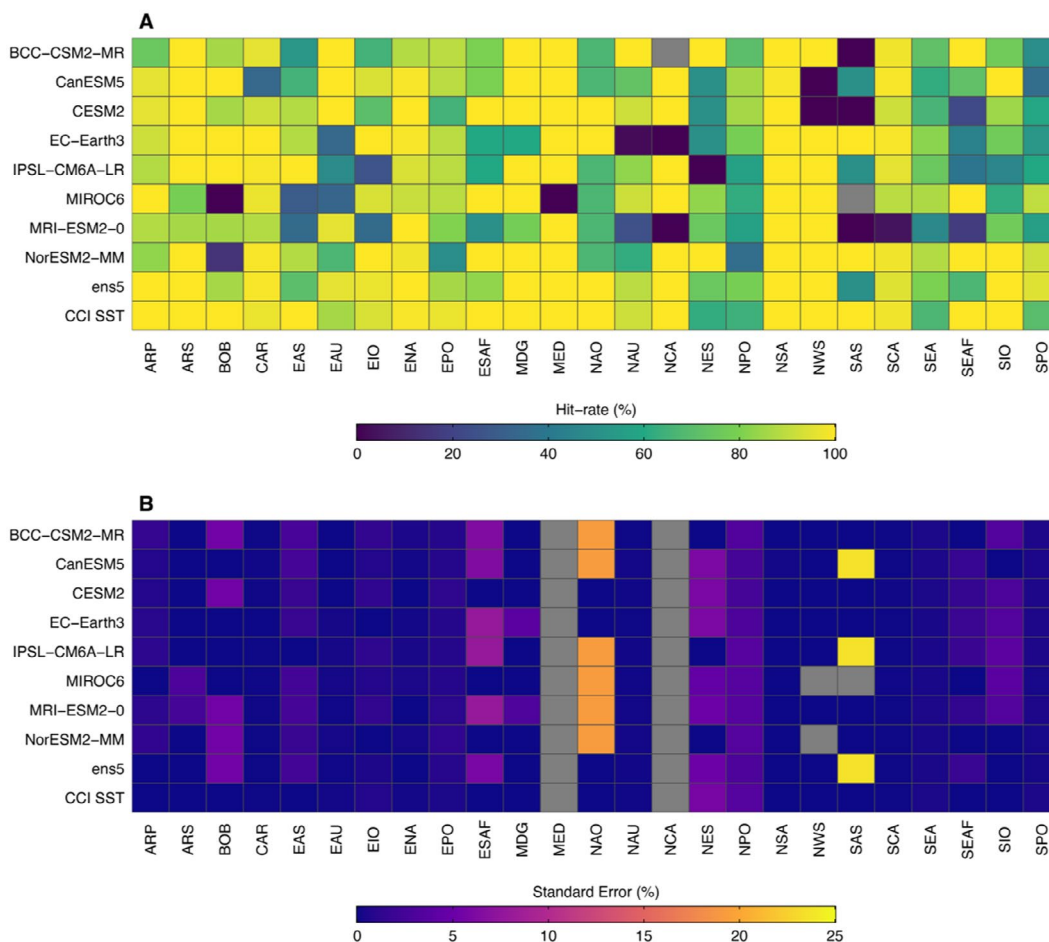 A
BCC−CSM2−MR
CanESM5
CESM2
EC−Earth3
IPSL−CM6A−LR
MIROC6
MRI−ESM2−0
NorESM2−MM
ens5
CCI SST
ARP ARS BOB CAR EAS EAU EIO ENA EPO ESAF MDG MED NAO NAU NCA NES NPO NSA NWS SAS SCA SEA SEAF SIO SPO
Hit−rate (%)
0 20 40 60 80 100
B
BCC−CSM2−MR
CanESM5
CESM2
EC−Earth3
IPSL−CM6A−LR
MIROC6
MRI−ESM2−0
NorESM2−MM
ens5
CCI SST
ARP ARS BOB CAR EAS EAU EIO ENA EPO ESAF MDG MED NAO NAU NCA NES NPO NSA NWS SAS SCA SEA SEAF SIO SPO
Standard Error (%)
0 5 10 15 20 25